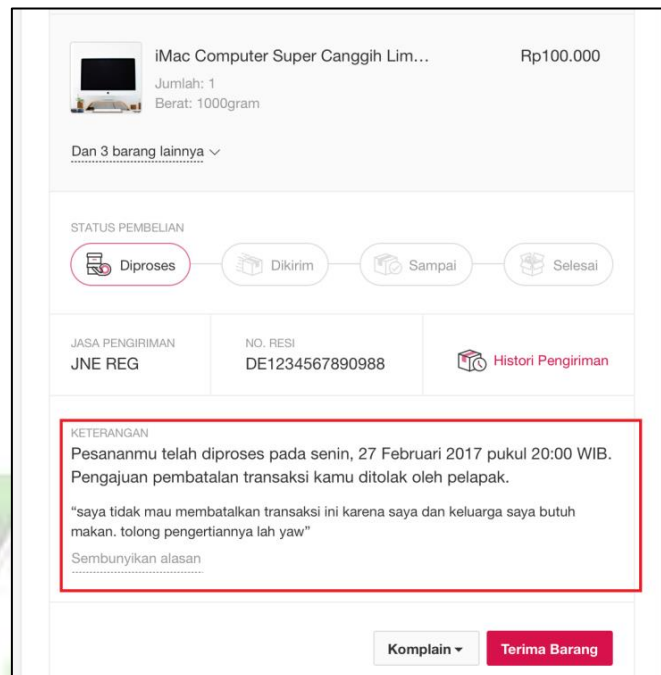 iMac Computer Super Canggih Lim...
Rp100.000
Jumlah: 1
Berat: 1000gram
Dan 3 barang lainnya
STATUS PEMBELIAN
Diproses
Dikirim
Sampai
Selesai
JASA PENGIRIMAN
JNE REG
NO. RESI
DE1234567890988
Histori Pengiriman
KETERANGAN
Pesananmu telah diproses pada senin, 27 Februari 2017 pukul 20:00 WIB.
Pengajuan pembatalan transaksi kamu ditolak oleh pelapak.
“saya tidak mau membatalkan transaksi ini karena saya dan keluarga saya butuh
makan. tolong pengertiannya lah yaw”
Sembunyikan alasan
Komplain
Terima Barang